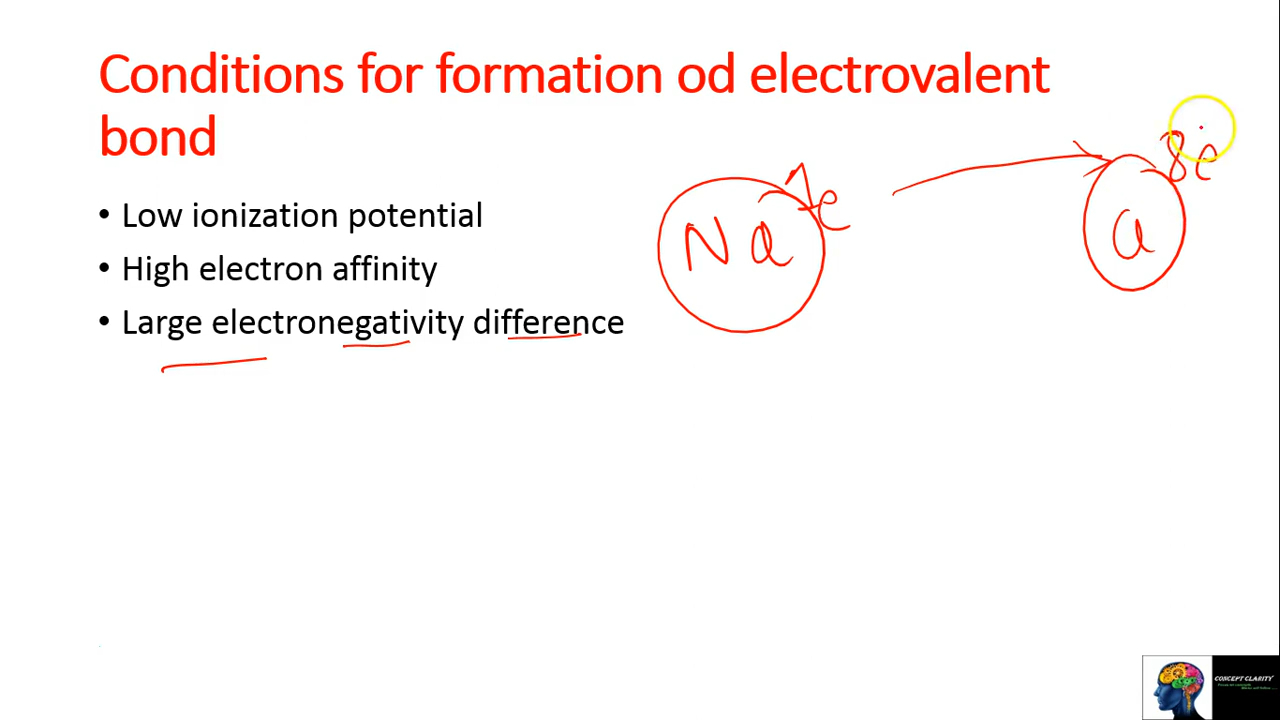 Conditions for formation od electrovalent
bond
• Low ionization potential
• High electron affinity
• Large electronegativity difference
1e
Na
8e
Cl
CONCEPT CLARITY